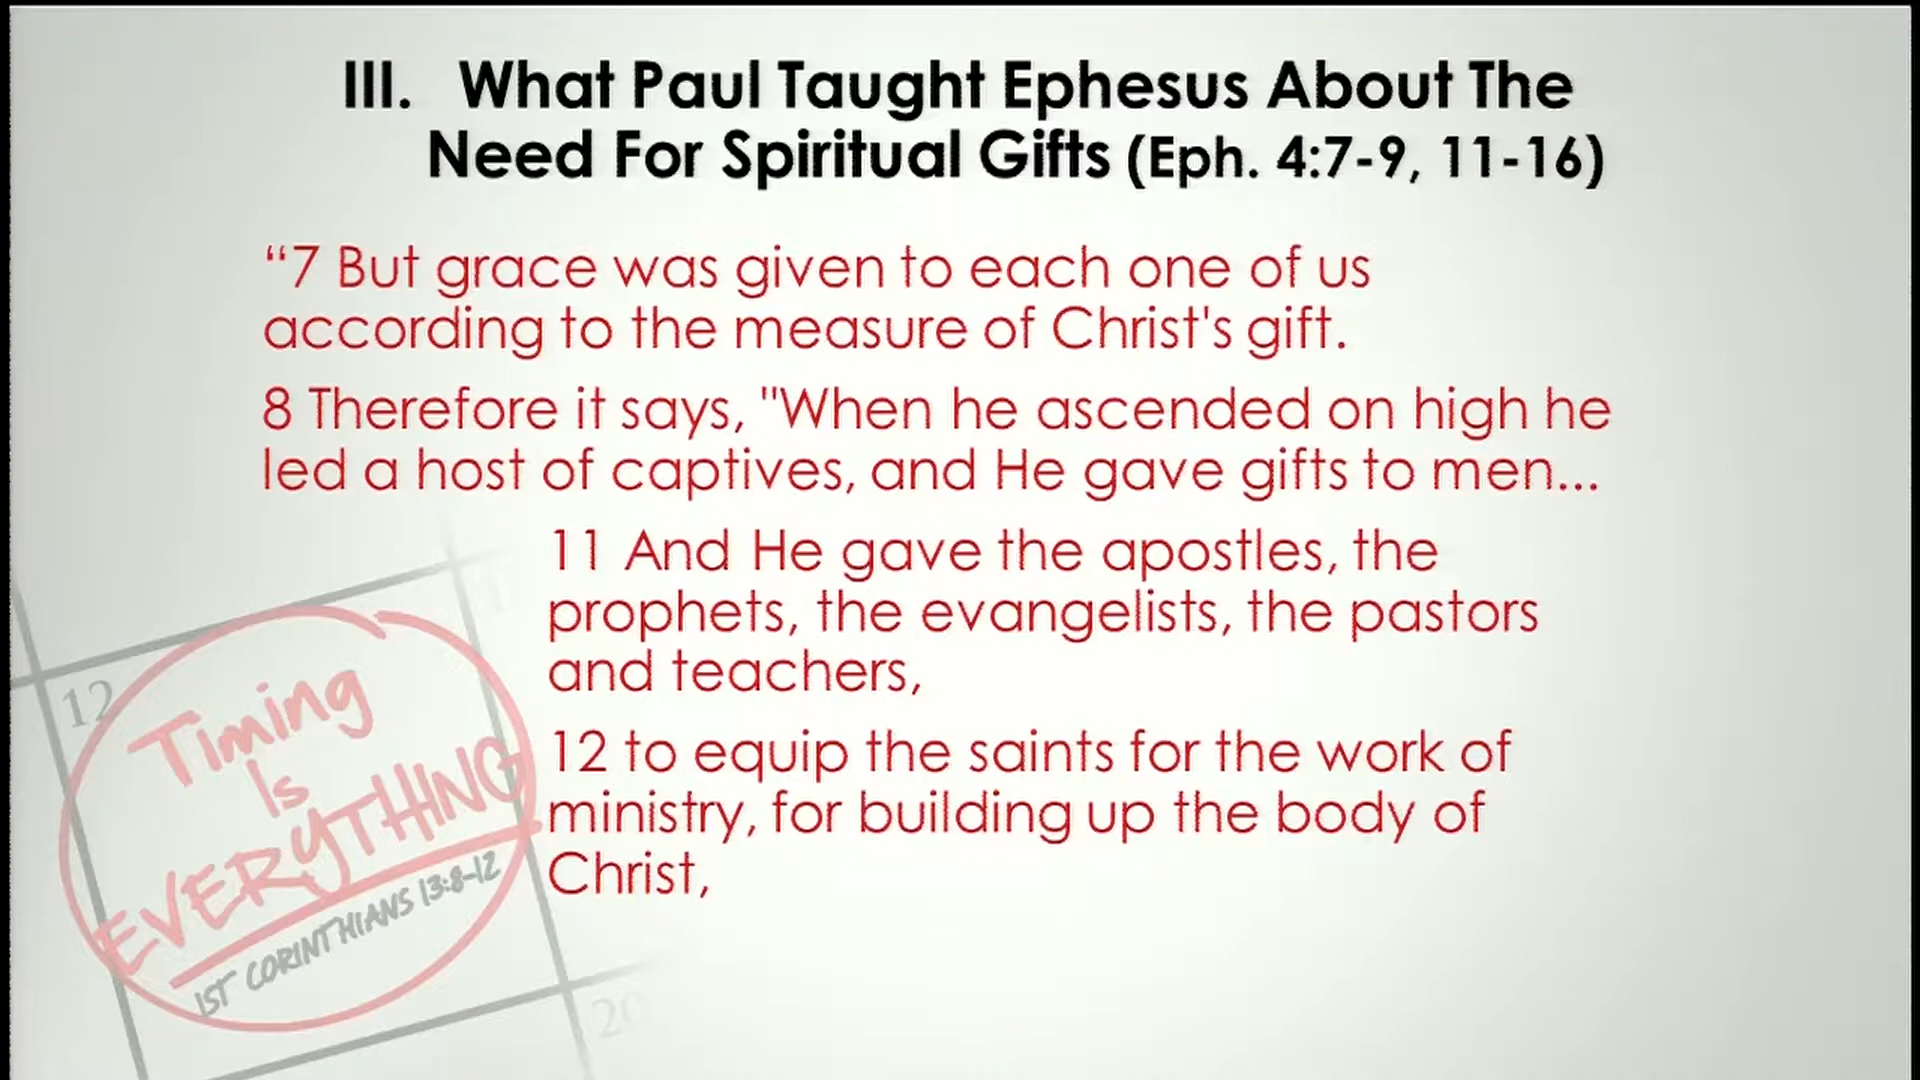 III. What Paul Taught Ephesus About The
Need For Spiritual Gifts (Eph. 4:7-9, 11-16)
“7 But grace was given to each one of us
according to the measure of Christ's gift.
8 Therefore it says, "When he ascended on high he
led a host of captives, and He gave gifts to men...
11 And He gave the apostles, the
prophets, the evangelists, the pastors
and teachers,
12 to equip the saints for the work of
ministry, for building up the body of
Christ,
12
Timing
Is
EVERYTHING
1ST CORINTHIANS 13:8-12
20